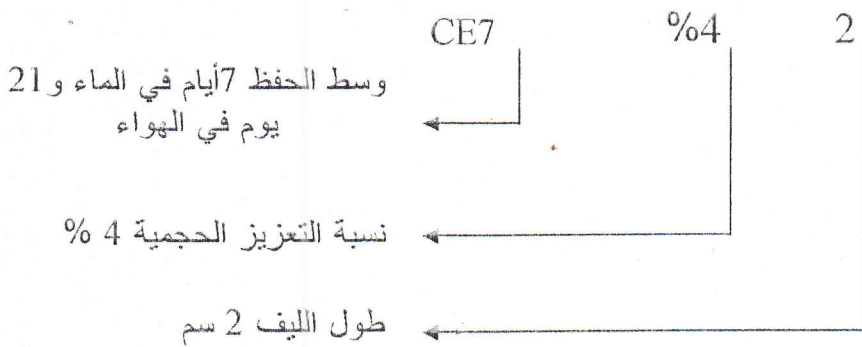 CE7 %4 2
وسط الحفظ 7أيام في الماء و21
يوم في الهواء
نسبة التعزيز الحجمية 4 %
طول الليف 2 سم